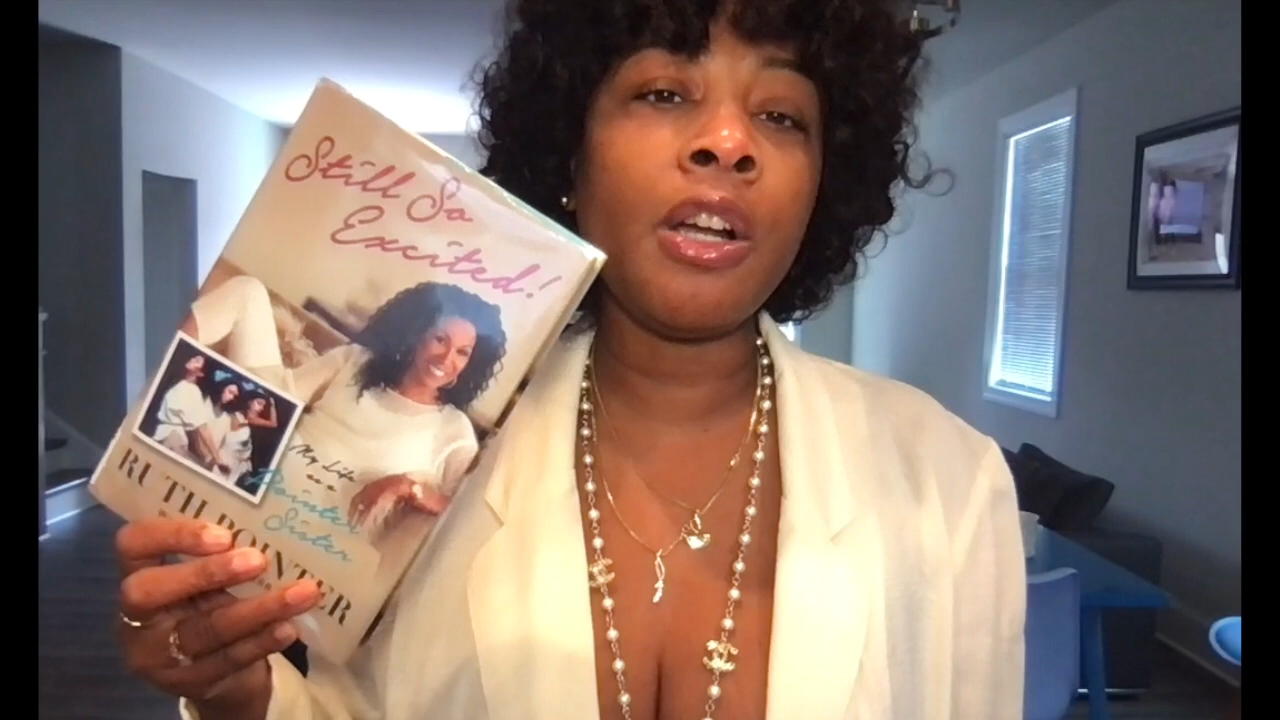 Still So
Excited!
My Life
as a
Pointer
Sister
RUTH POINTER